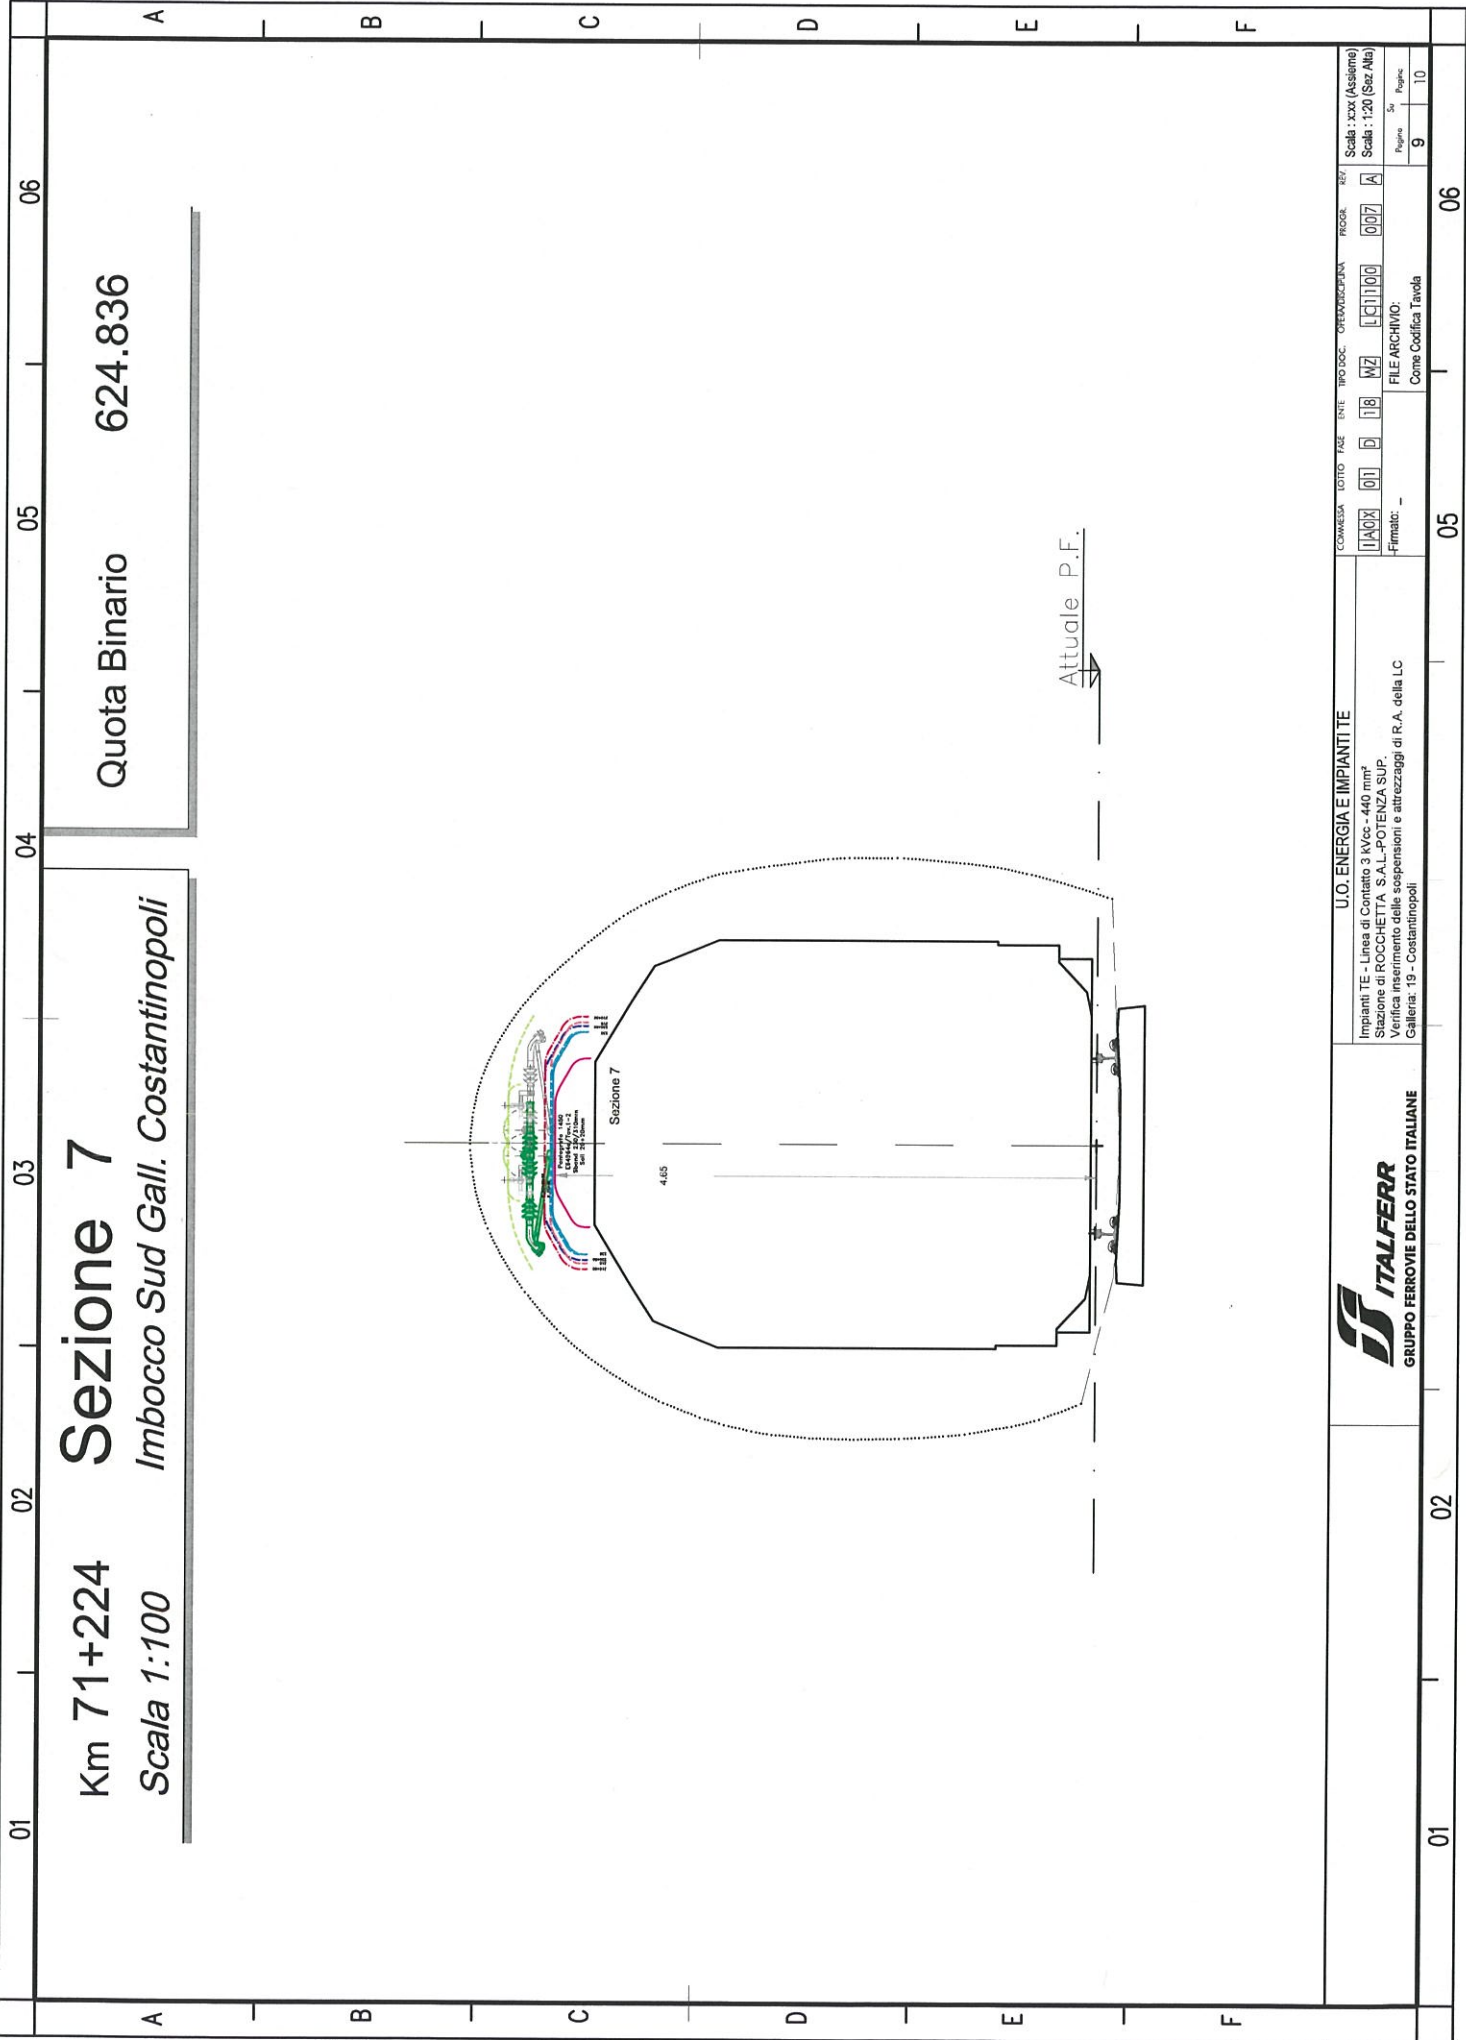 01
02
03
04
05
06
A
B
C
D
E
F
Km 71+224 Sezione 7
Scala 1:100 Imbocco Sud Gall. Costantinopoli
Quota Binario 624.836
Sezione 7
4.65
Attuale P.F.
ITALFERR
GRUPPO FERROVIE DELLO STATO ITALIANE
U.O. ENERGIA E IMPIANTI TE
Impianti TE - Linea di Contatto 3 kVcc - 440 mm²
Stazione di ROCCHETTA S.A.L.-POTENZA SUP.
Verifica inserimento delle sospensioni e attrezzaggi di R.A. della LC
Galleria: 19 - Costantinopoli
COMMESSA LOTTO FASE ENTE TIPO DOC. OPERA/DISCIPLINA PROGR. REV.
IA0X 01 D 18 WZ LC1100 007 A
Firmato: -
FILE ARCHIVIO:
Come Codifica Tavola
Scala : x:xx (Assieme)
Scala : 1:20 (Sez Alta)
Pagina Su Pagine
9 10
A
B
C
D
E
F
01
02
05
06